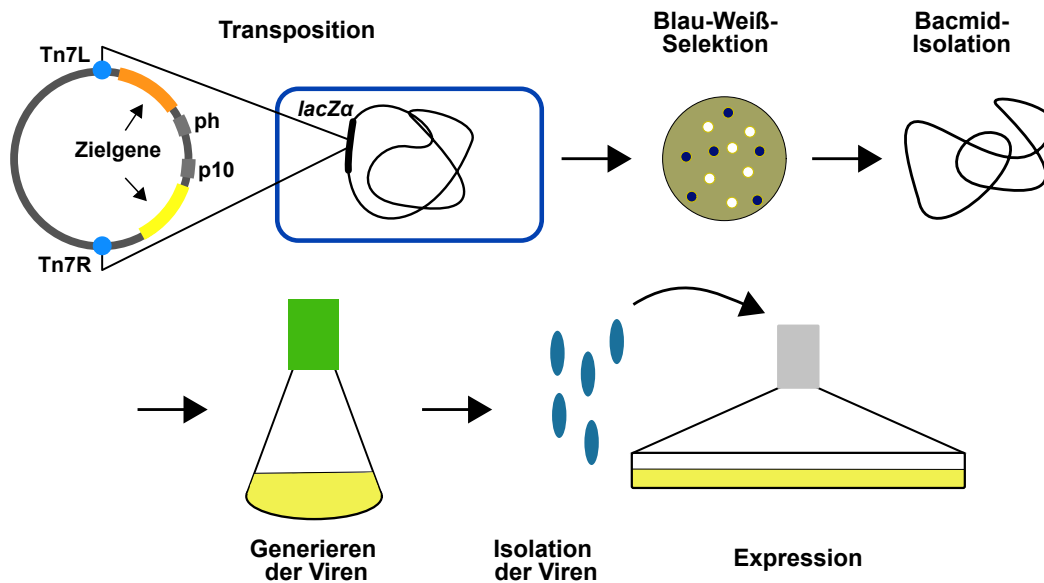 Transposition
Blau-Weiß-
Selektion
Bacmid-
Isolation
Tn7L
lacZα
ph
Zielgene
p10
Tn7R
Generieren
der Viren
Isolation
der Viren
Expression